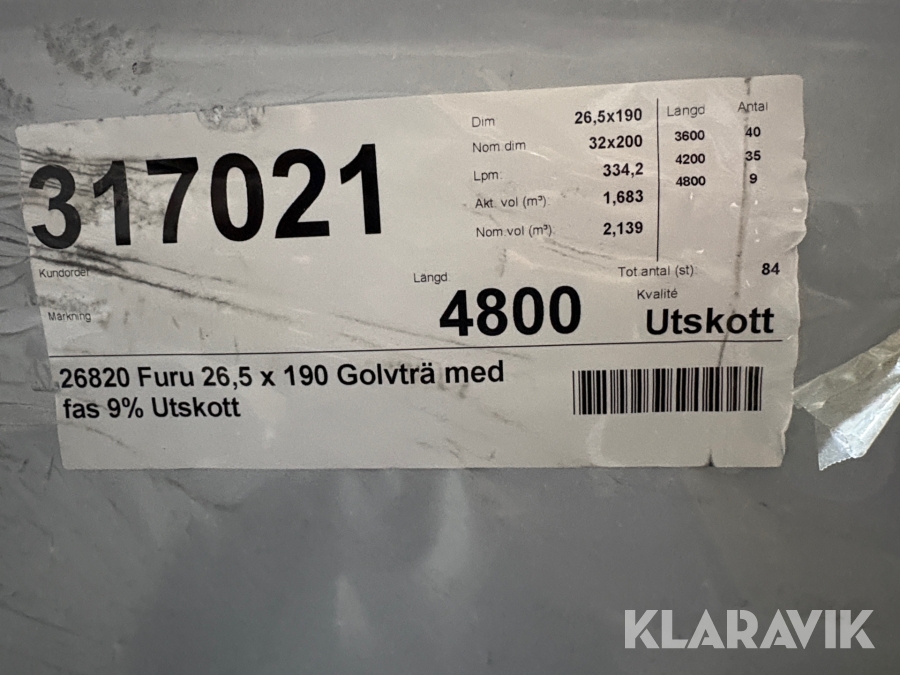 317021
Dim 26,5x190
Nom dim 32x200
Lpm: 334,2
Akt. vol (m³): 1,683
Nom.vol (m³): 2,139
Längd Antal
3600 40
4200 35
4800 9
Kundorder
Märkning
Längd
4800
Tot.antal (st): 84
Kvalité
Utskott
26820 Furu 26,5 x 190 Golvträ med
fas 9% Utskott
KLARAVIK